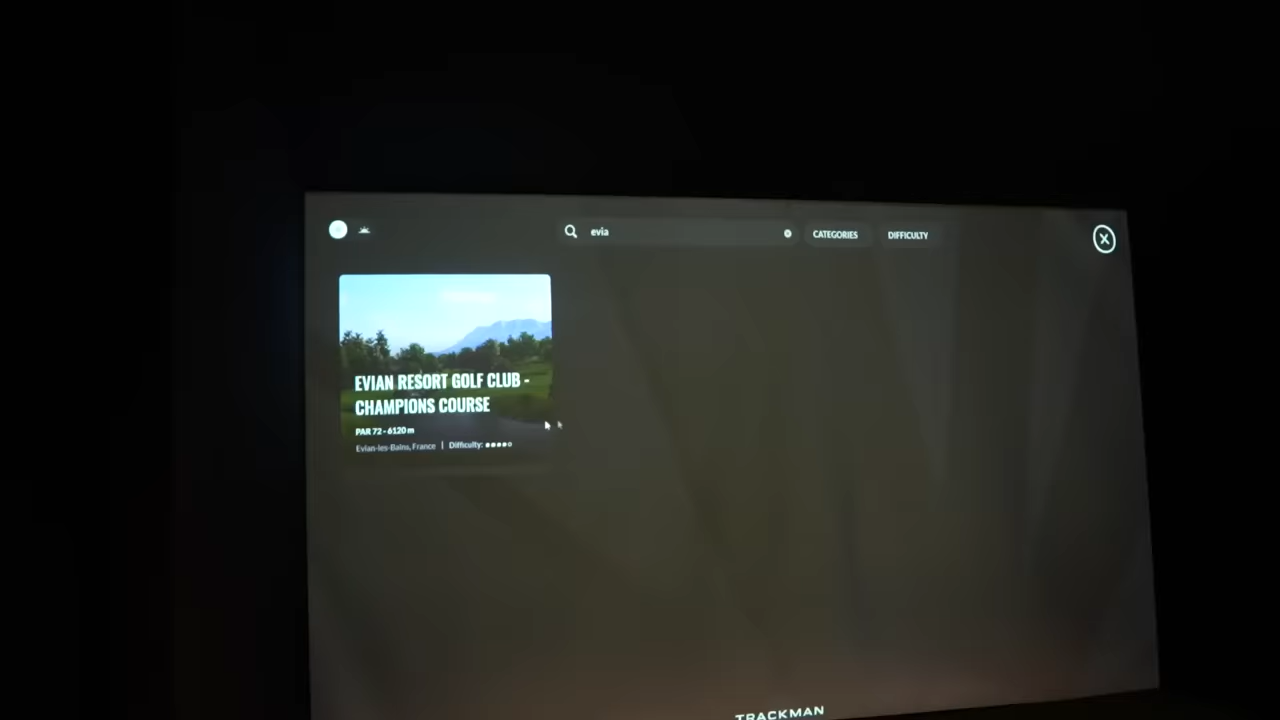 evia
CATEGORIES
DIFFICULTY
EVIAN RESORT GOLF CLUB -
CHAMPIONS COURSE
PAR 72 - 6120 m
Evian-les-Bains, France | Difficulty:
TRACKMAN